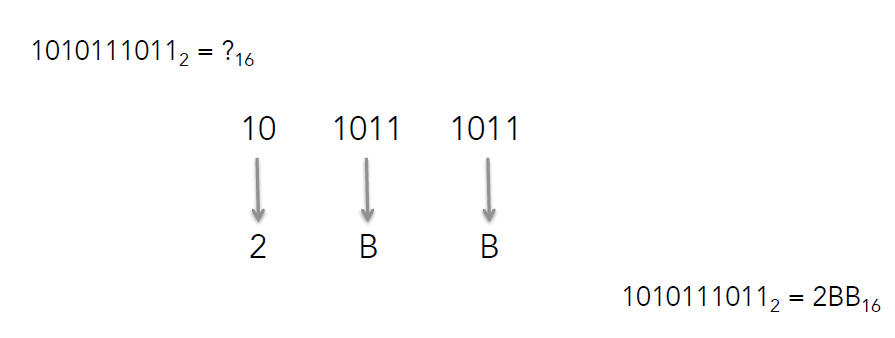 1010111011₂ = ?₁₆
10 1011 1011
2 B B
1010111011₂ = 2BB₁₆